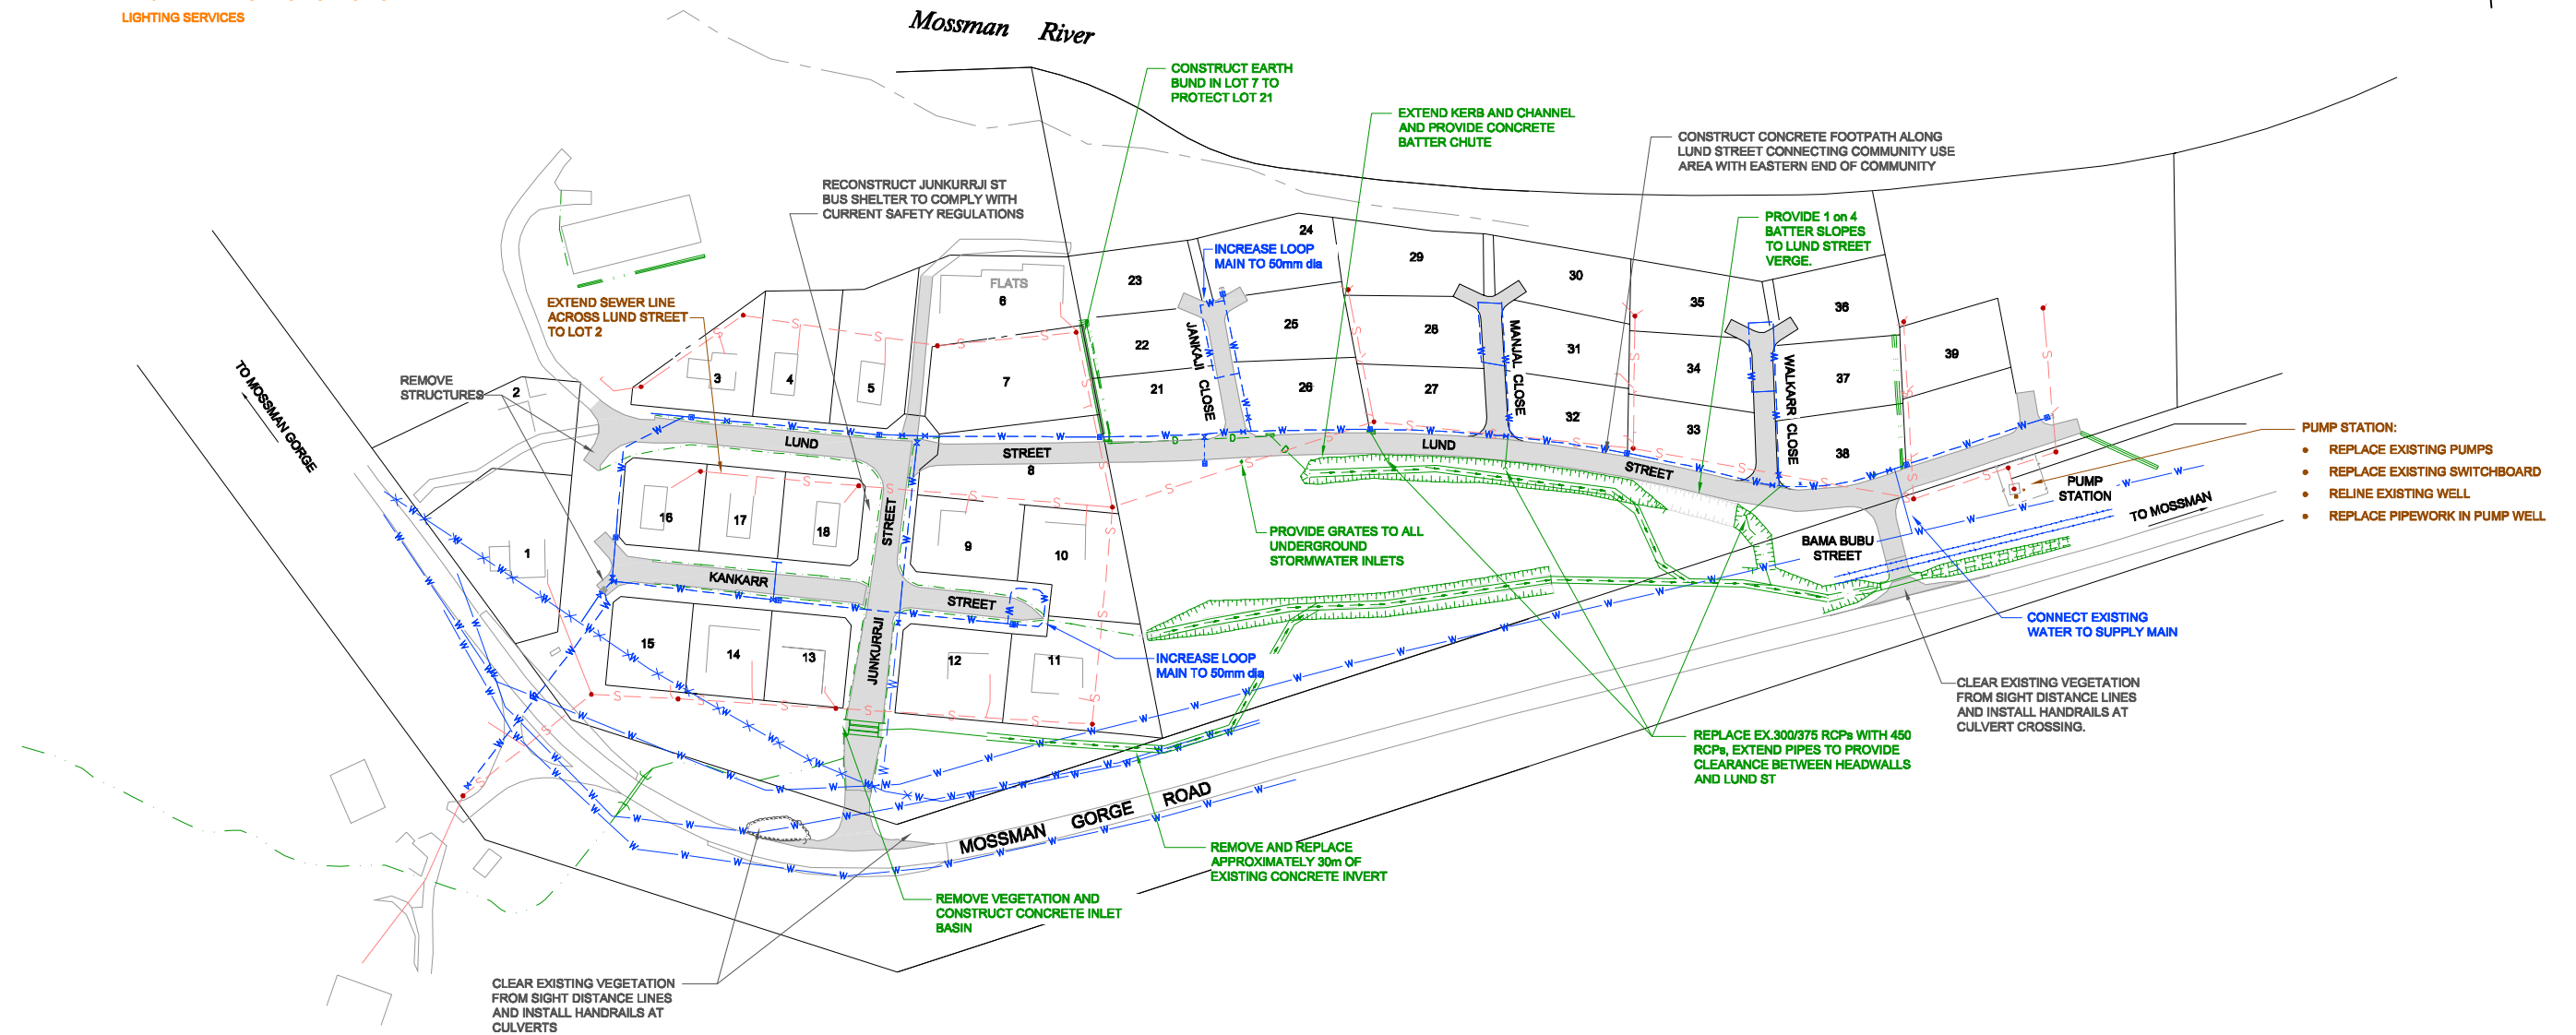 LIGHTING SERVICES
Mossman River
CONSTRUCT EARTH
BUND IN LOT 7 TO
PROTECT LOT 21
EXTEND KERB AND CHANNEL
AND PROVIDE CONCRETE
BATTER CHUTE
CONSTRUCT CONCRETE FOOTPATH ALONG
LUND STREET CONNECTING COMMUNITY USE
AREA WITH EASTERN END OF COMMUNITY
RECONSTRUCT JUNKURRJI ST
BUS SHELTER TO COMPLY WITH
CURRENT SAFETY REGULATIONS
PROVIDE 1 on 4
BATTER SLOPES
TO LUND STREET
VERGE.
INCREASE LOOP
MAIN TO 50mm dia
EXTEND SEWER LINE
ACROSS LUND STREET
TO LOT 2
REMOVE
STRUCTURES
TO MOSSMAN GORGE
FLATS
1
2
3
4
5
6
7
8
9
10
11
12
13
14
15
16
17
18
21
22
23
24
25
26
27
28
29
30
31
32
33
34
35
36
37
38
39
LUND
STREET
LUND
STREET
JANKAJI CLOSE
MANJAL CLOSE
WALKARR CLOSE
KANKARR
STREET
JUNKURRJI
STREET
PUMP STATION:
• REPLACE EXISTING PUMPS
• REPLACE EXISTING SWITCHBOARD
• RELINE EXISTING WELL
• REPLACE PIPEWORK IN PUMP WELL
PUMP
STATION
TO MOSSMAN
BAMA BUBU
STREET
PROVIDE GRATES TO ALL
UNDERGROUND
STORMWATER INLETS
CONNECT EXISTING
WATER TO SUPPLY MAIN
INCREASE LOOP
MAIN TO 50mm dia
CLEAR EXISTING VEGETATION
FROM SIGHT DISTANCE LINES
AND INSTALL HANDRAILS AT
CULVERT CROSSING.
REPLACE EX.300/375 RCPs WITH 450
RCPs, EXTEND PIPES TO PROVIDE
CLEARANCE BETWEEN HEADWALLS
AND LUND ST
MOSSMAN GORGE ROAD
REMOVE AND REPLACE
APPROXIMATELY 30m OF
EXISTING CONCRETE INVERT
REMOVE VEGETATION AND
CONSTRUCT CONCRETE INLET
BASIN
CLEAR EXISTING VEGETATION
FROM SIGHT DISTANCE LINES
AND INSTALL HANDRAILS AT
CULVERTS